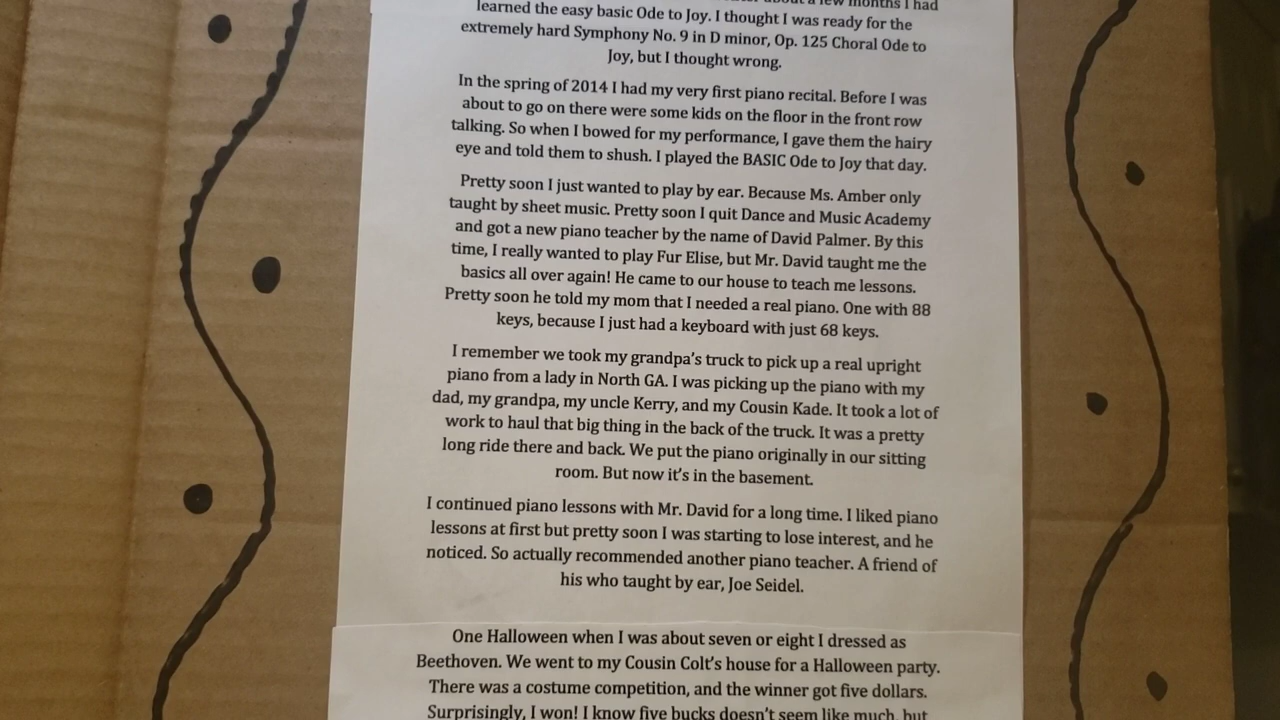 about a few months I had
learned the easy basic Ode to Joy. I thought I was ready for the
extremely hard Symphony No. 9 in D minor, Op. 125 Choral Ode to
Joy, but I thought wrong.
In the spring of 2014 I had my very first piano recital. Before I was
about to go on there were some kids on the floor in the front row
talking. So when I bowed for my performance, I gave them the hairy
eye and told them to shush. I played the BASIC Ode to Joy that day.
Pretty soon I just wanted to play by ear. Because Ms. Amber only
taught by sheet music. Pretty soon I quit Dance and Music Academy
and got a new piano teacher by the name of David Palmer. By this
time, I really wanted to play Fur Elise, but Mr. David taught me the
basics all over again! He came to our house to teach me lessons.
Pretty soon he told my mom that I needed a real piano. One with 88
keys, because I just had a keyboard with just 68 keys.
I remember we took my grandpa's truck to pick up a real upright
piano from a lady in North GA. I was picking up the piano with my
dad, my grandpa, my uncle Kerry, and my Cousin Kade. It took a lot of
work to haul that big thing in the back of the truck. It was a pretty
long ride there and back. We put the piano originally in our sitting
room. But now it's in the basement.
I continued piano lessons with Mr. David for a long time. I liked piano
lessons at first but pretty soon I was starting to lose interest, and he
noticed. So actually recommended another piano teacher. A friend of
his who taught by ear, Joe Seidel.
One Halloween when I was about seven or eight I dressed as
Beethoven. We went to my Cousin Colt's house for a Halloween party.
There was a costume competition, and the winner got five dollars.
Surprisingly, I won! I know five bucks doesn't seem like much, but